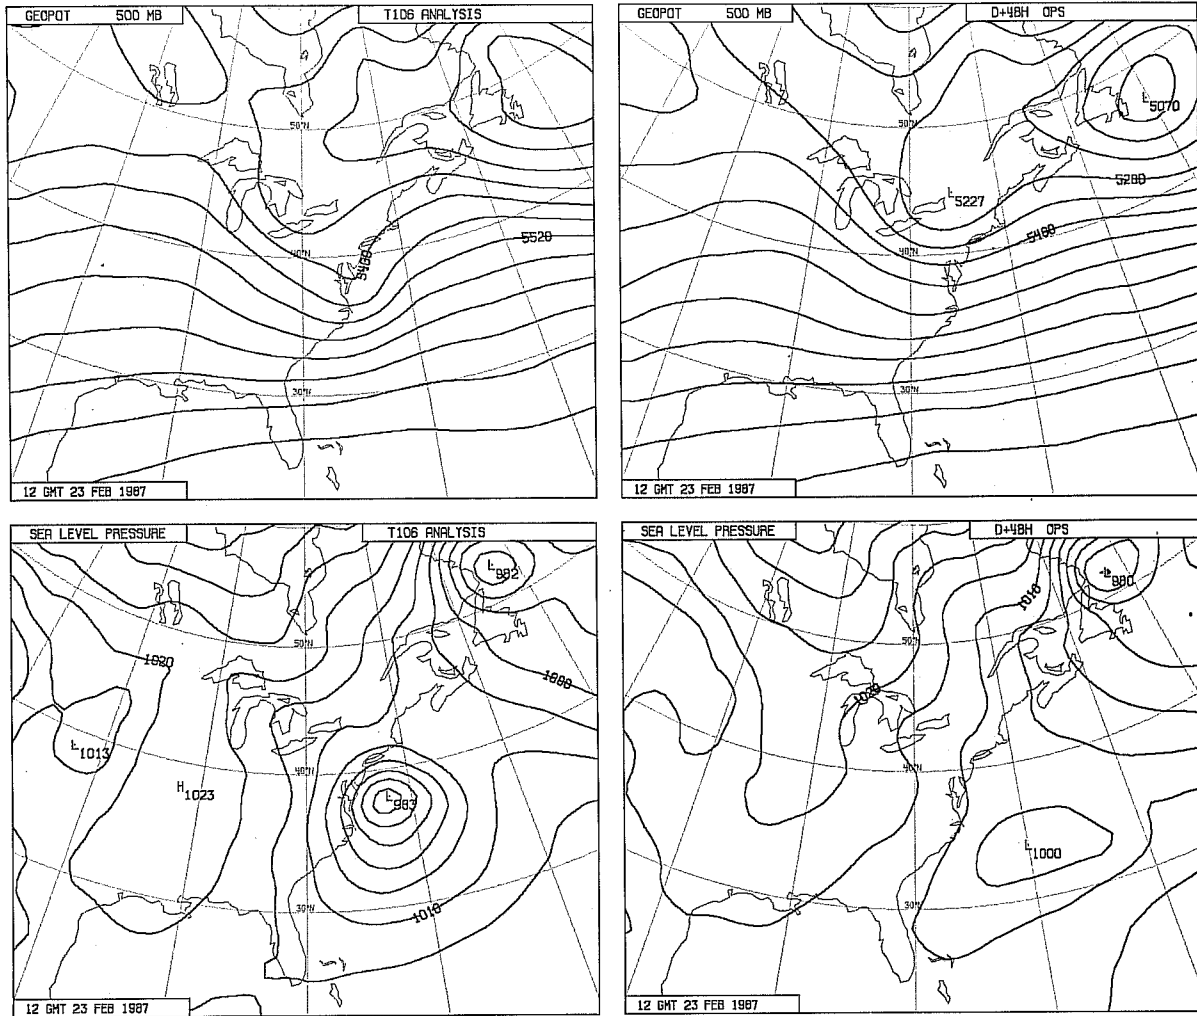 GEOPOT 500 MB
T106 ANALYSIS
50°N
40°N
30°N
5400
5520
12 GMT 23 FEB 1987
GEOPOT 500 MB
D+48H OPS
L 5070
50°N
5280
L 5227
5400
40°N
30°N
12 GMT 23 FEB 1987
SEA LEVEL PRESSURE
T106 ANALYSIS
L 982
50°N
1020
1000
L 1013
40°N
H 1023
L 983
1010
30°N
12 GMT 23 FEB 1987
SEA LEVEL PRESSURE
D+48H OPS
980
1010
50°N
1020
40°N
L 1000
30°N
12 GMT 23 FEB 1987